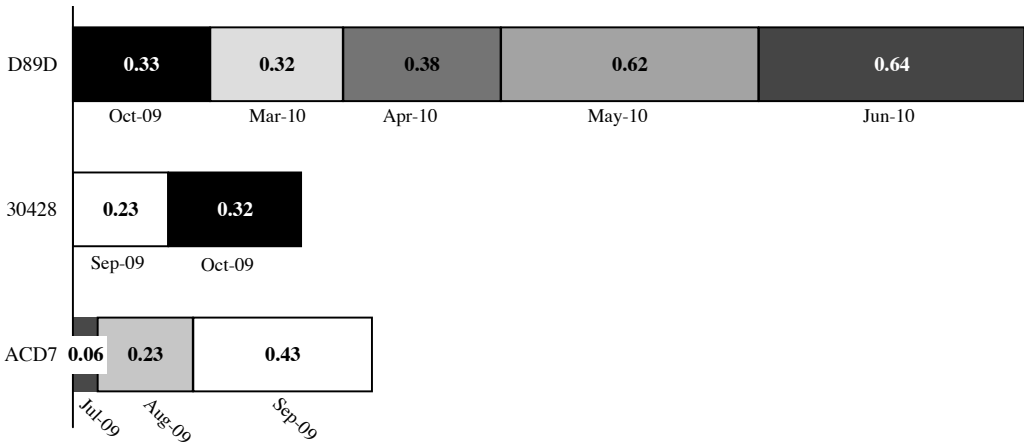 D89D 0.33 0.32 0.38 0.62 0.64
Oct-09 Mar-10 Apr-10 May-10 Jun-10
30428 0.23 0.32
Sep-09 Oct-09
ACD7 0.06 0.23 0.43
Jul-09 Aug-09 Sep-09